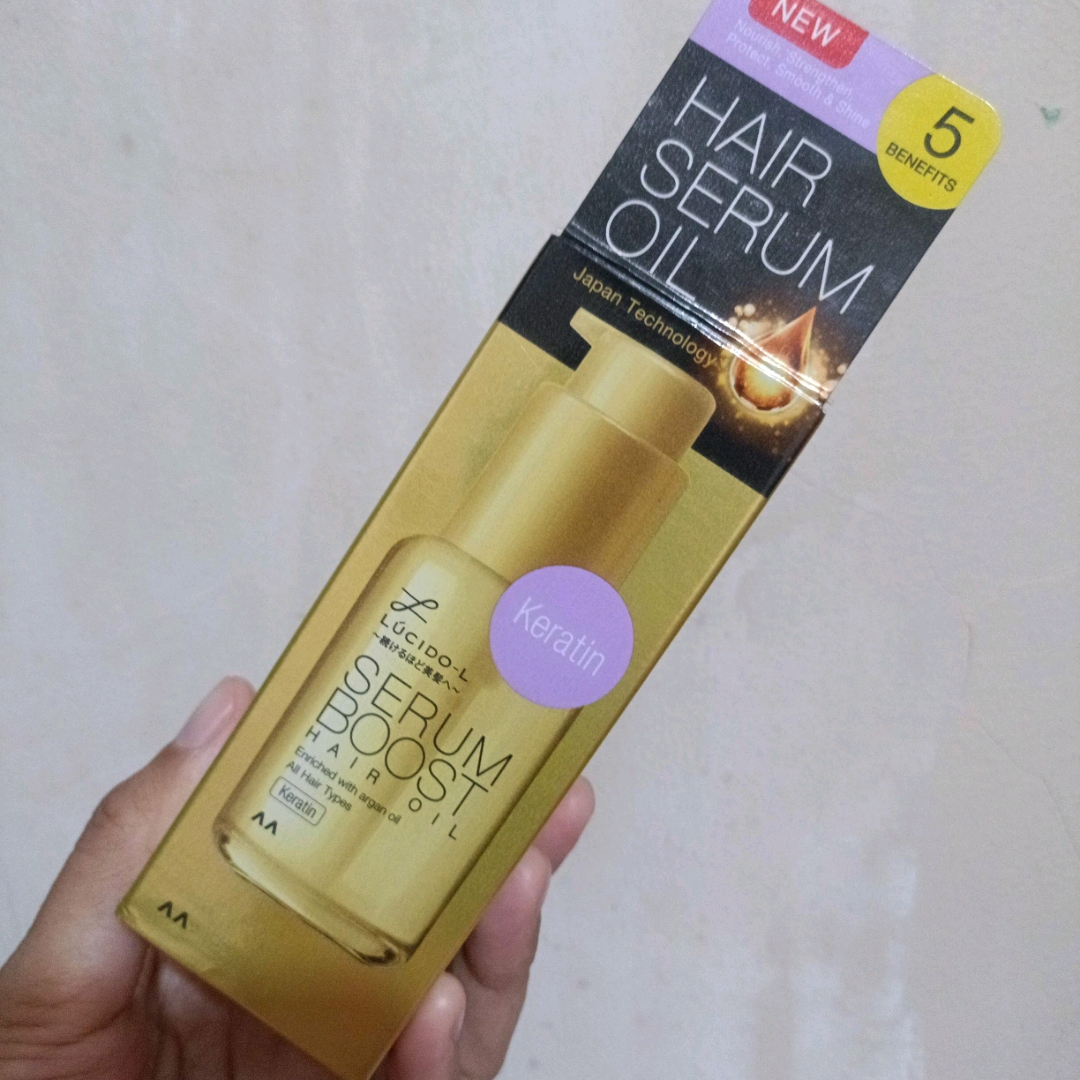 NEW
Nourish, Strengthen,
Protect, Smooth & Shine
5
BENEFITS
HAIR
SERUM
OIL
Japan Technology
Keratin
LÚCIDO-L
~続けるほど美髪へ~
SERUM
BOOST
HAIR OIL
Enriched with argan oil
All Hair Types
Keratin